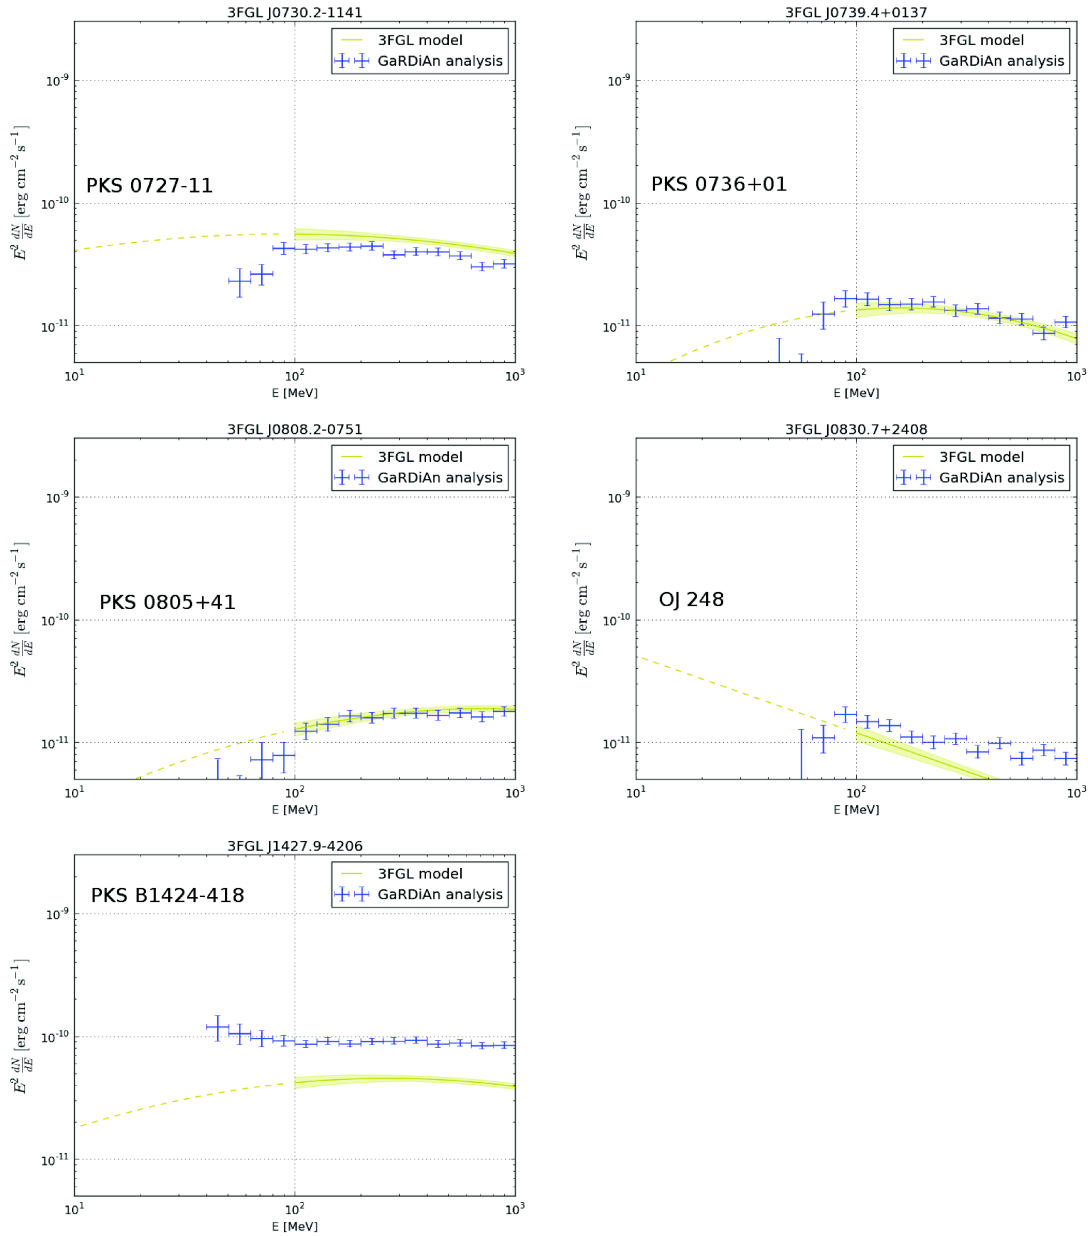 3FGL J0730.2-1141
3FGL model
GaRDiAn analysis
PKS 0727-11
10^-9
10^-10
10^-11
E^2 dN/dE [erg cm^-2 s^-1]
10^1
10^2
10^3
E [MeV]
3FGL J0739.4+0137
3FGL model
GaRDiAn analysis
PKS 0736+01
10^-9
10^-10
10^-11
E^2 dN/dE [erg cm^-2 s^-1]
10^1
10^2
10^3
E [MeV]
3FGL J0808.2-0751
3FGL model
GaRDiAn analysis
PKS 0805+41
10^-9
10^-10
10^-11
E^2 dN/dE [erg cm^-2 s^-1]
10^1
10^2
10^3
E [MeV]
3FGL J0830.7+2408
3FGL model
GaRDiAn analysis
OJ 248
10^-9
10^-10
10^-11
E^2 dN/dE [erg cm^-2 s^-1]
10^1
10^2
10^3
E [MeV]
3FGL J1427.9-4206
3FGL model
GaRDiAn analysis
PKS B1424-418
10^-9
10^-10
10^-11
E^2 dN/dE [erg cm^-2 s^-1]
10^1
10^2
10^3
E [MeV]